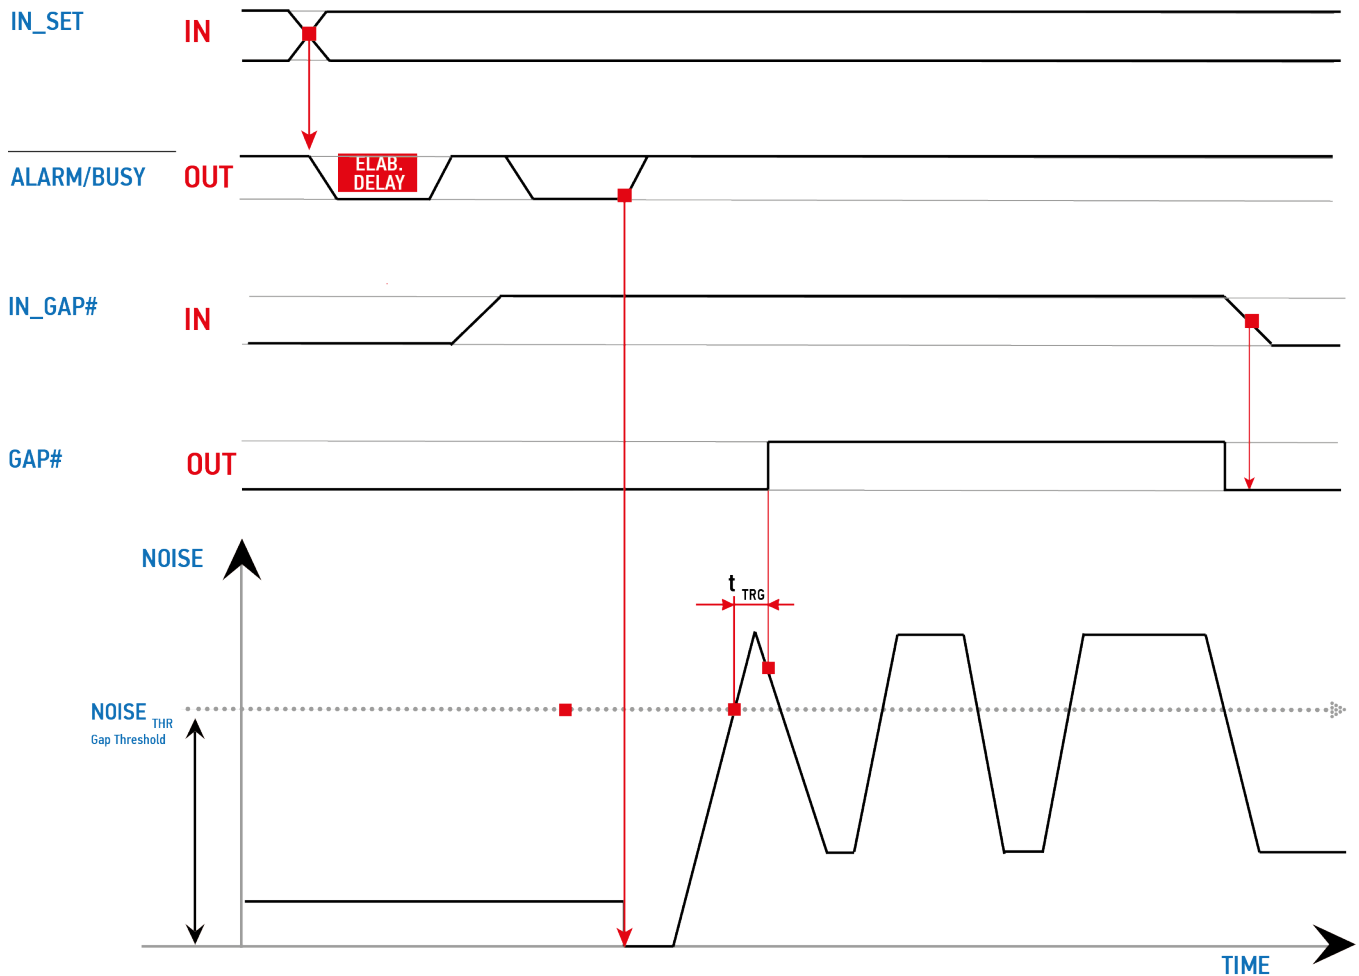 IN_SET
IN
ALARM/BUSY
OUT
ELAB.
DELAY
IN_GAP#
IN
GAP#
OUT
NOISE
t TRG
NOISE THR
Gap Threshold
TIME